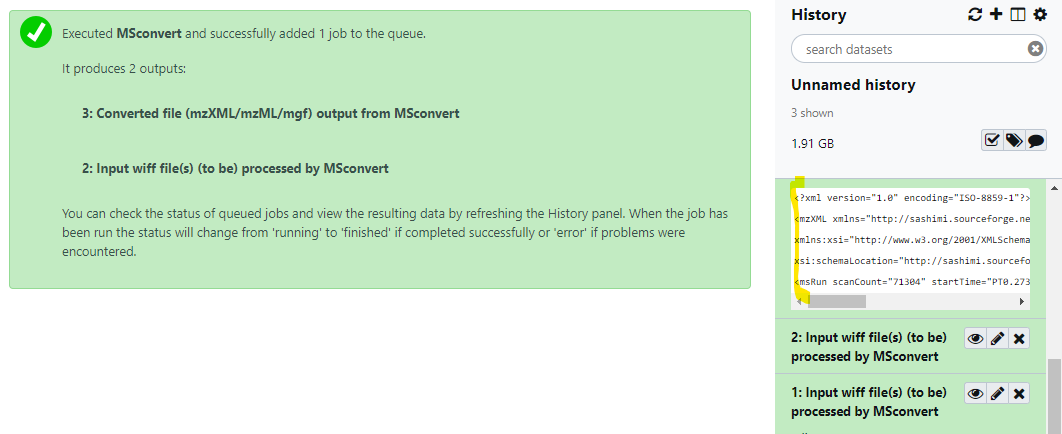 Executed MSconvert and successfully added 1 job to the queue.
It produces 2 outputs:
3: Converted file (mzXML/mzML/mgf) output from MSconvert
2: Input wiff file(s) (to be) processed by MSconvert
You can check the status of queued jobs and view the resulting data by refreshing the History panel. When the job has
been run the status will change from 'running' to 'finished' if completed successfully or 'error' if problems were
encountered.
History
search datasets
Unnamed history
3 shown
1.91 GB
<?xml version="1.0" encoding="ISO-8859-1"?>
<mzXML xmlns="http://sashimi.sourceforge.ne
xmlns:xsi="http://www.w3.org/2001/XMLSchema
xsi:schemaLocation="http://sashimi.sourcefo
<msRun scanCount="71304" startTime="PT0.273
2: Input wiff file(s) (to be)
processed by MSconvert
1: Input wiff file(s) (to be)
processed by MSconvert